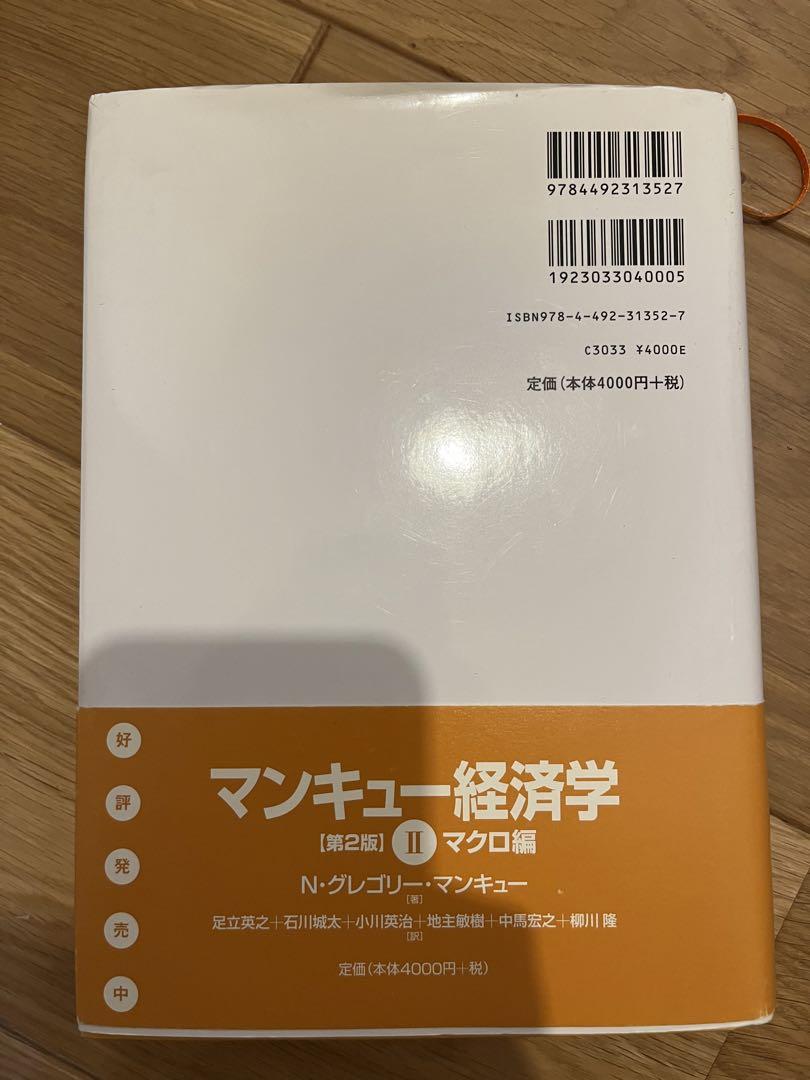 9784492313527
1923033040005
ISBN978-4-492-31352-7
C3033 ¥4000E
定価(本体4000円+税)
好評発売中
マンキュー経済学
【第2版】 II マクロ編
N・グレゴリー・マンキュー
[著]
足立英之+石川城太+小川英治+地主敏樹+中馬宏之+柳川 隆
[訳]
定価(本体4000円+税)